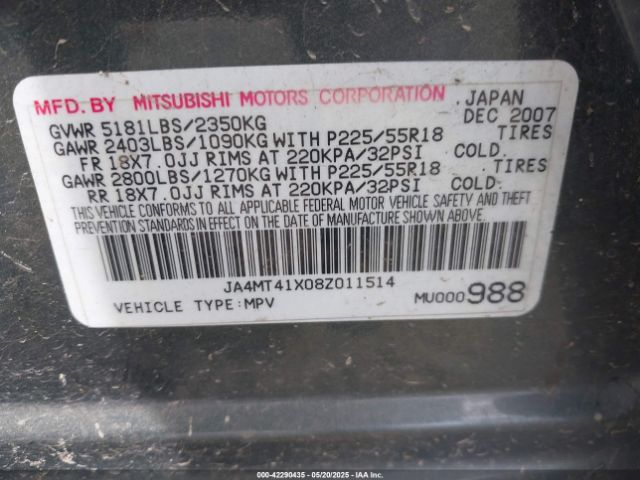 MFD.BY MITSUBISHI MOTORS CORPORATION JAPAN
GVWR 5181LBS/2350KG DEC 2007
GAWR 2403LBS/1090KG WITH P225/55R18 TIRES
FR 18X7.0JJ RIMS AT 220KPA/32PSI COLD.
GAWR 2800LBS/1270KG WITH P225/55R18 TIRES
RR 18X7.0JJ RIMS AT 220KPA/32PSI COLD.
THIS VEHICLE CONFORMS TO ALL APPLICABLE FEDERAL MOTOR VEHICLE SAFETY AND THEFT
PREVENTION STANDARDS IN EFFECT ON THE DATE OF MANUFACTURE SHOWN ABOVE.
JA4MT41X08Z011514
VEHICLE TYPE:MPV MU000988
000-42290435 - 05/20/2025 - IAAI.COM